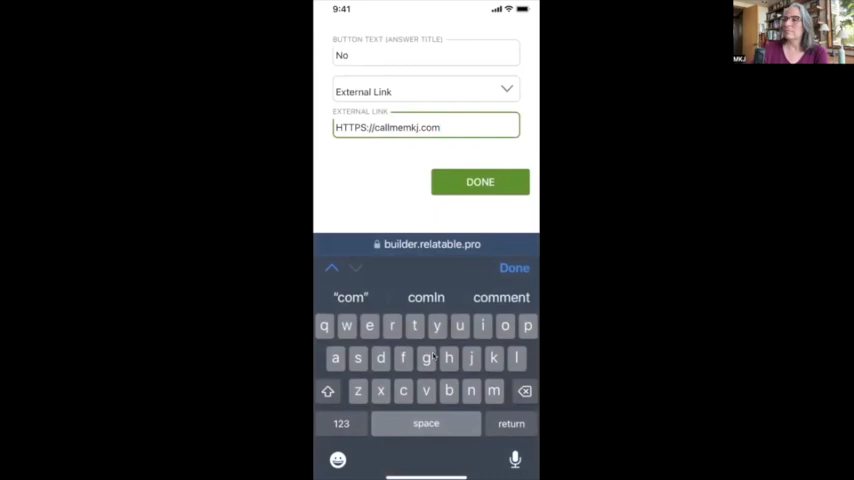 9:41
BUTTON TEXT (ANSWER TITLE)
No
External Link
EXTERNAL LINK
HTTPS://callmemkj.com
DONE
builder.relatable.pro
Done
"com" comIn comment
q w e r t y u i o p
a s d f g h j k l
z x c v b n m
123 space return
MKJ